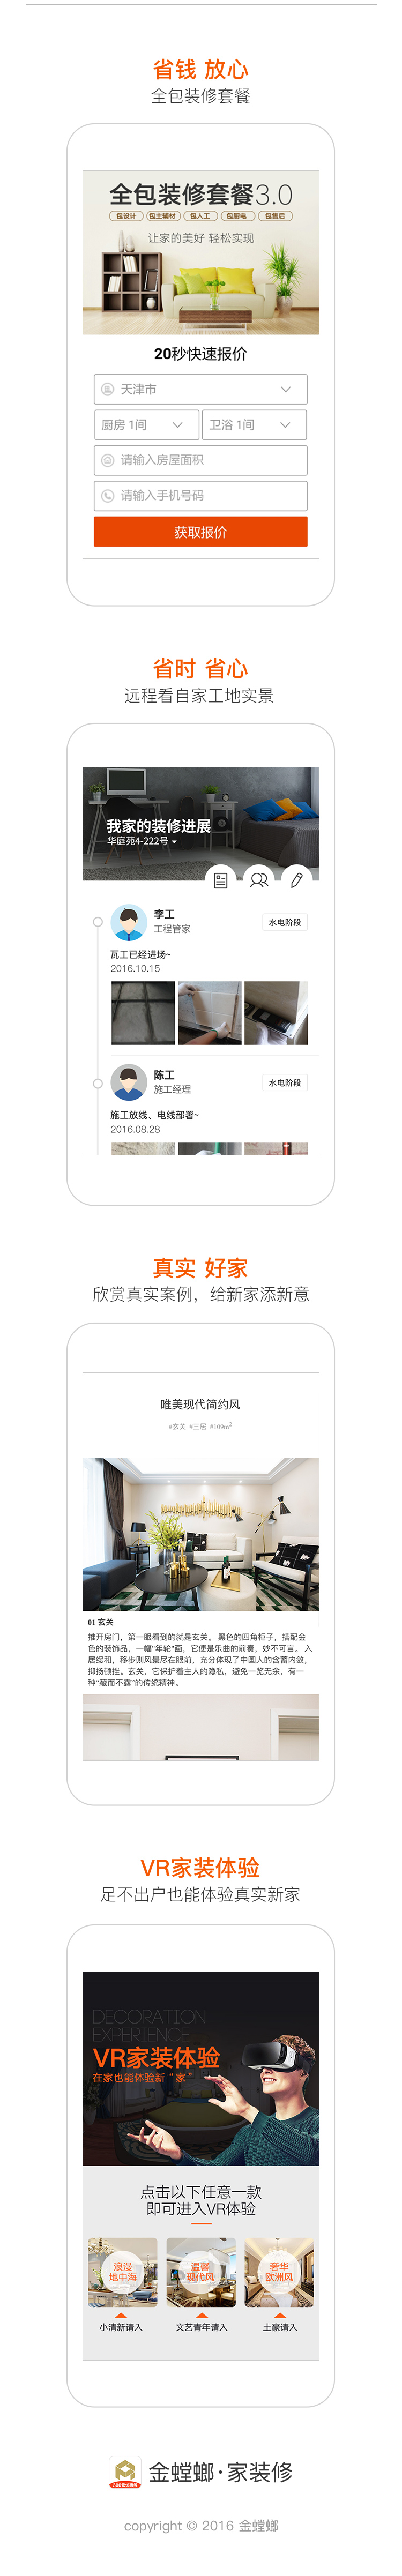 省钱 放心
全包装修套餐
全包装修套餐3.0
包设计 包主辅材 包人工 包厨电 包售后
让家的美好 轻松实现
20秒快速报价
天津市
厨房 1间 卫浴 1间
请输入房屋面积
请输入手机号码
获取报价
省时 省心
远程看自家工地实景
我家的装修进展
华庭苑4-222号
李工
工程管家
水电阶段
瓦工已经进场~
2016.10.15
陈工
施工经理
水电阶段
施工放线、电线部署~
2016.08.28
真实 好家
欣赏真实案例，给新家添新意
唯美现代简约风
#玄关 #三居 #109m²
01 玄关
推开房门，第一眼看到的就是玄关。 黑色的四角柜子，搭配金
色的装饰品，一幅"年轮"画，它便是乐曲的前奏，妙不可言。 入
居缓和，移步则风景尽在眼前，充分体现了中国人的含蓄内敛，
抑扬顿挫。玄关，它保护着主人的隐私，避免一览无余，有一
种"藏而不露"的传统精神。
VR家装体验
足不出户也能体验真实新家
DECORATION
EXPERIENCE
VR家装体验
在家也能体验新“家”
点击以下任意一款
即可进入VR体验
浪漫
地中海
温馨
现代风
奢华
欧洲风
小清新请入 文艺青年请入 土豪请入
金螳螂·家装修
copyright © 2016 金螳螂